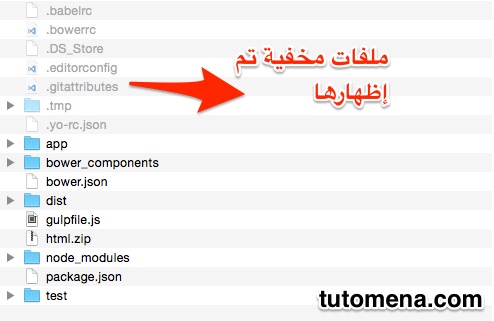 .babelrc
.bowerrc
.DS_Store
.editorconfig
.gitattributes
.tmp
.yo-rc.json
app
bower_components
bower.json
dist
gulpfile.js
html.zip
node_modules
package.json
test
ملفات مخفية تم
إظهارها
tutomena.com